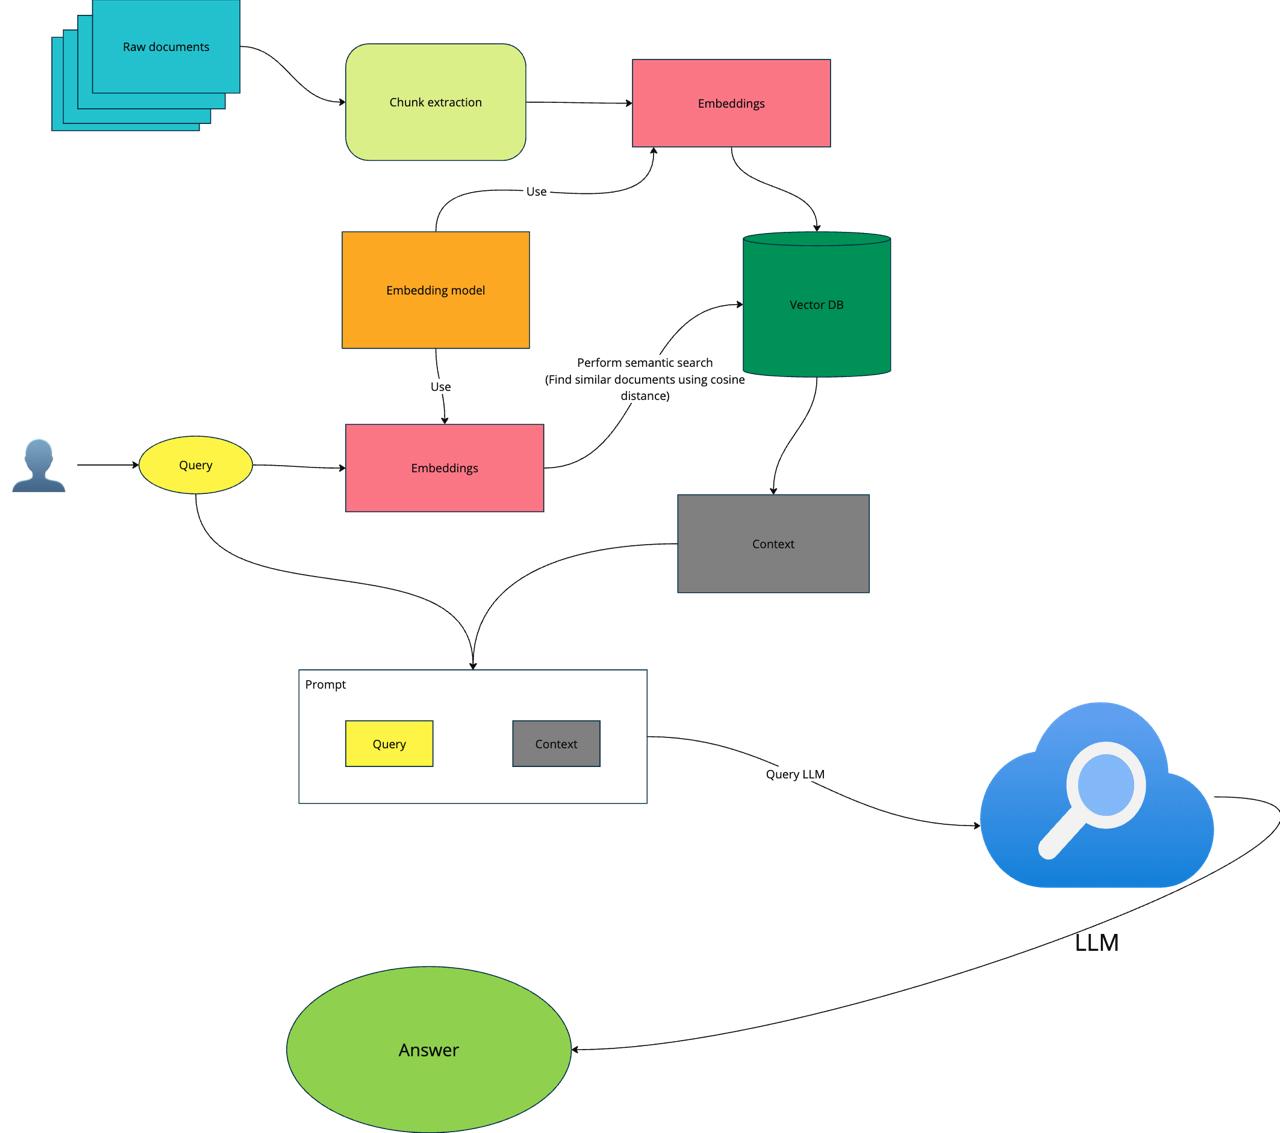 Raw documents
Chunk extraction
Embeddings
Use
Embedding model
Vector DB
Perform semantic search
(Find similar documents using cosine
distance)
Use
Query
Embeddings
Context
Prompt
Query
Context
Query LLM
LLM
Answer